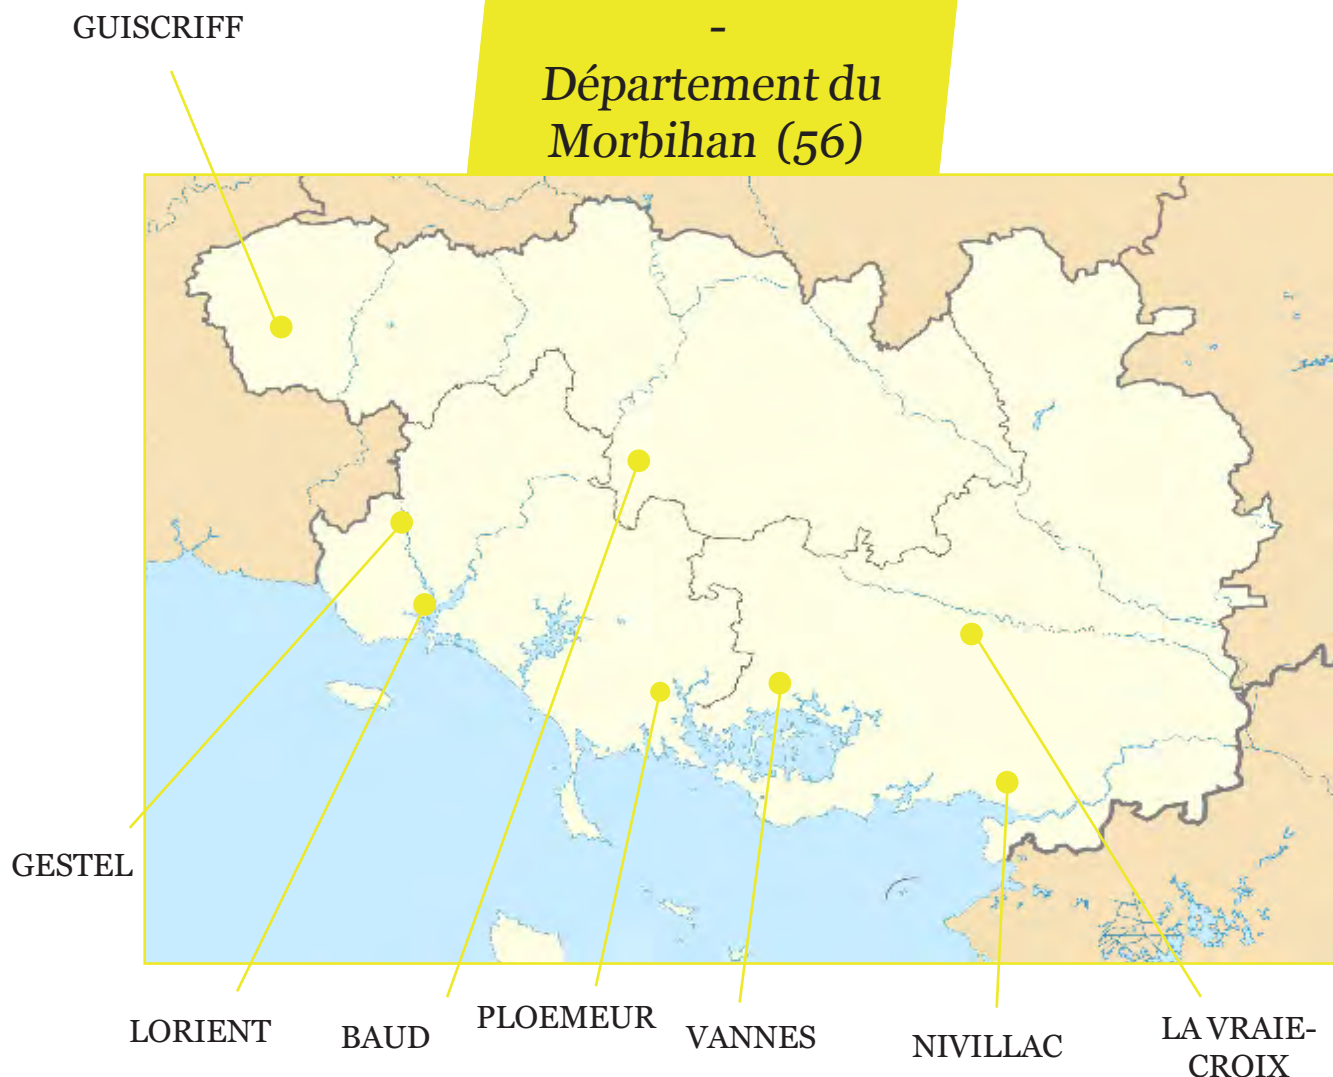 GUISCRIFF
-
Département du
Morbihan (56)
GESTEL
LORIENT
BAUD
PLOEMEUR
VANNES
NIVILLAC
LA VRAIE-
CROIX